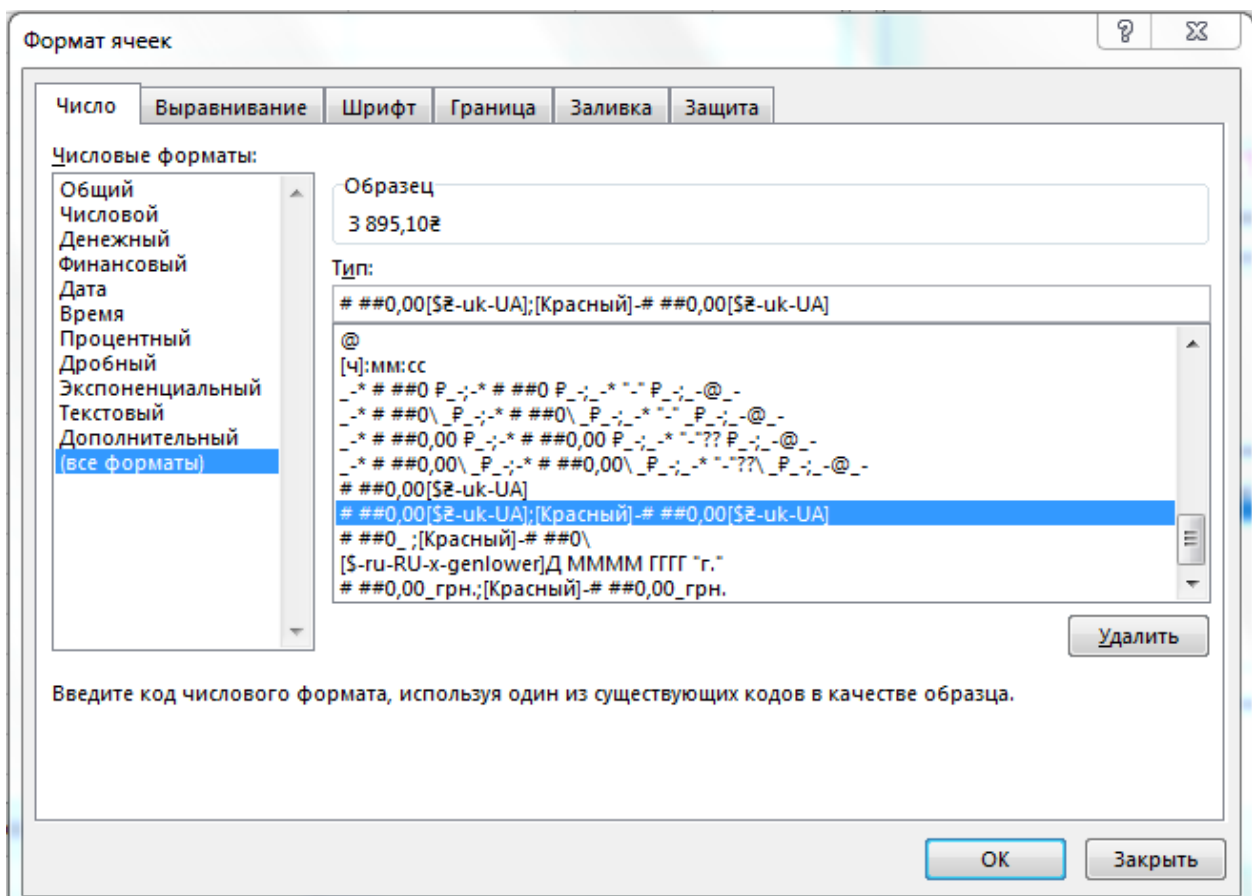 Формат ячеек
Число Выравнивание Шрифт Граница Заливка Защита
Числовые форматы:
Общий
Числовой
Денежный
Финансовый
Дата
Время
Процентный
Дробный
Экспоненциальный
Текстовый
Дополнительный
(все форматы)
Образец
3 895,10₴
Тип:
# ##0,00[$₴-uk-UA];[Красный]-# ##0,00[$₴-uk-UA]
@
[ч]:мм:сс
_-* # ##0 ₽_-;-* # ##0 ₽_-;_-* "-" ₽_-;_-@_-
_-* # ##0\ _₽_-;-* # ##0\ _₽_-;_-* "-" _₽_-;_-@_-
_-* # ##0,00 ₽_-;-* # ##0,00 ₽_-;_-* "-"?? ₽_-;_-@_-
_-* # ##0,00\ _₽_-;-* # ##0,00\ _₽_-;_-* "-"??\ _₽_-;_-@_-
# ##0,00[$₴-uk-UA]
# ##0,00[$₴-uk-UA];[Красный]-# ##0,00[$₴-uk-UA]
# ##0_ ;[Красный]-# ##0\
[$-ru-RU-x-genlower]Д ММММ ГГГГ "г."
# ##0,00_грн.;[Красный]-# ##0,00_грн.
Удалить
Введите код числового формата, используя один из существующих кодов в качестве образца.
ОК Закрыть